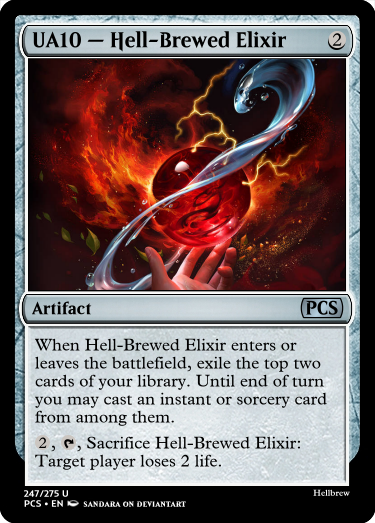 UA10 — Hell-Brewed Elixir 2
Artifact PCS
When Hell-Brewed Elixir enters or
leaves the battlefield, exile the top two
cards of your library. Until end of turn
you may cast an instant or sorcery card
from among them.
2, , Sacrifice Hell-Brewed Elixir:
Target player loses 2 life.
247/275 U Hellbrew
PCS • EN SANDARA ON DEVIANTART